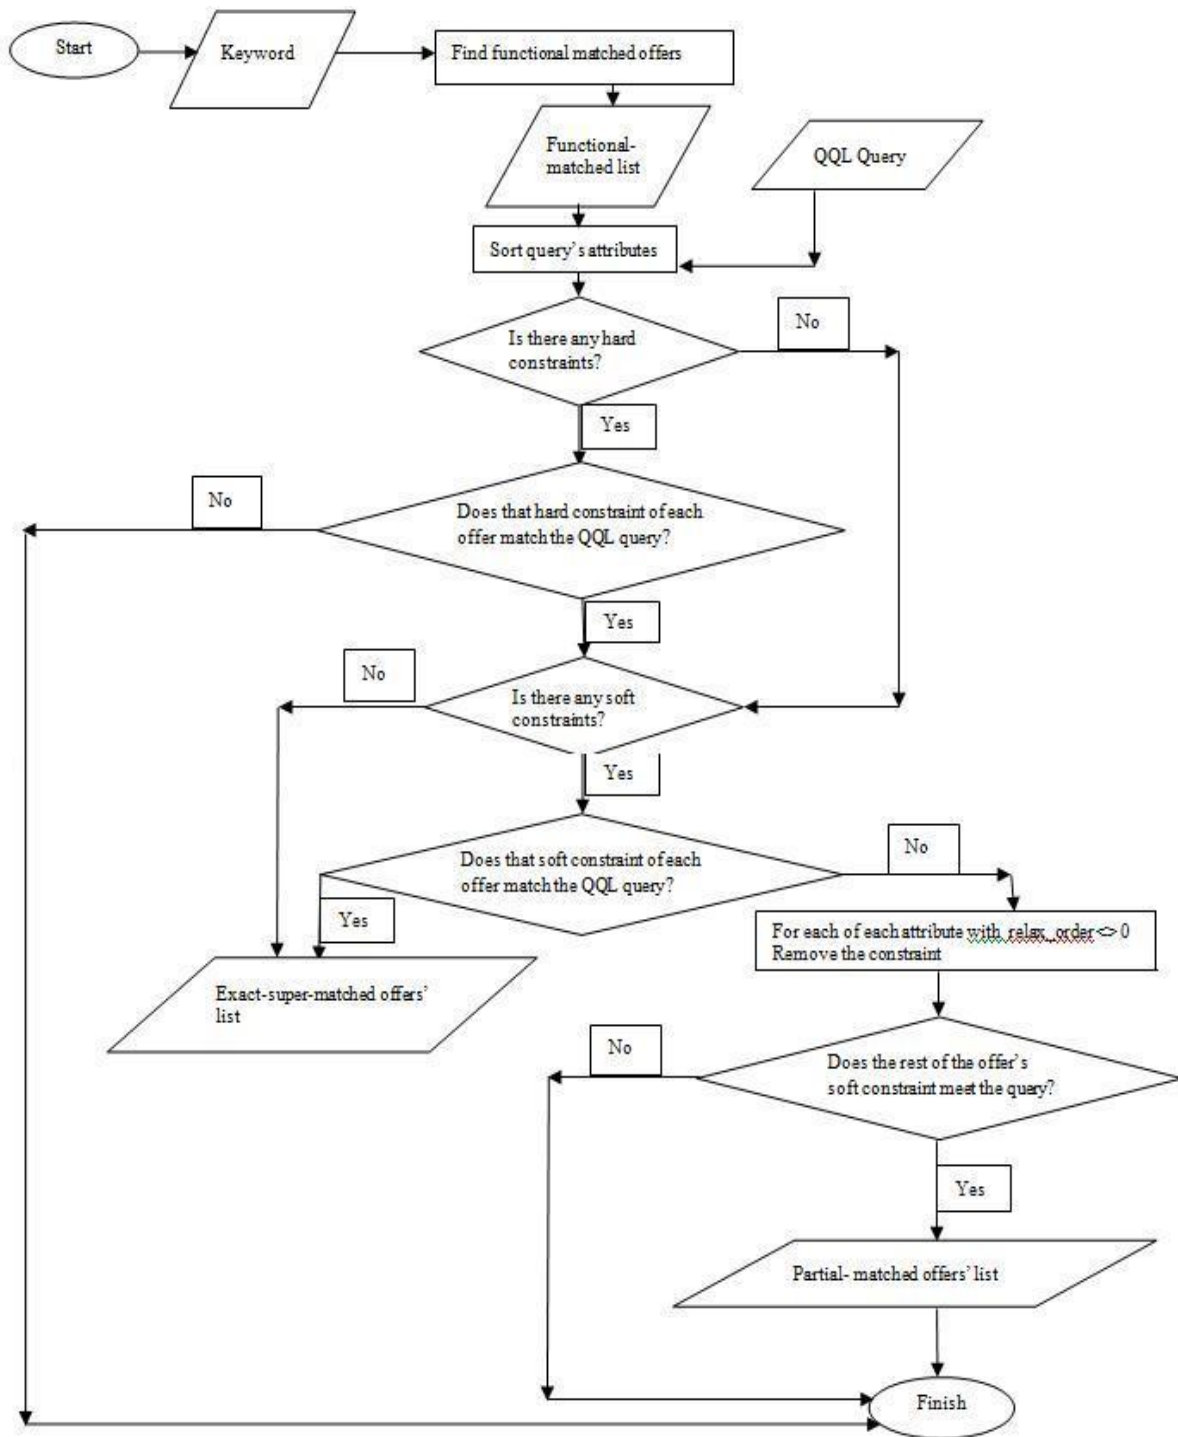 Start
Keyword
Find functional matched offers
Functional-
matched list
QQL Query
Sort query's attributes
Is there any hard
constraints?
No
Yes
Does that hard constraint of each
offer match the QQL query?
No
Yes
Is there any soft
constraints?
No
Yes
Does that soft constraint of each
offer match the QQL query?
No
Yes
For each of each attribute with relax_order <> 0
Remove the constraint
Exact-super-matched offers'
list
Does the rest of the offer's
soft constraint meet the query?
No
Yes
Partial- matched offers' list
Finish